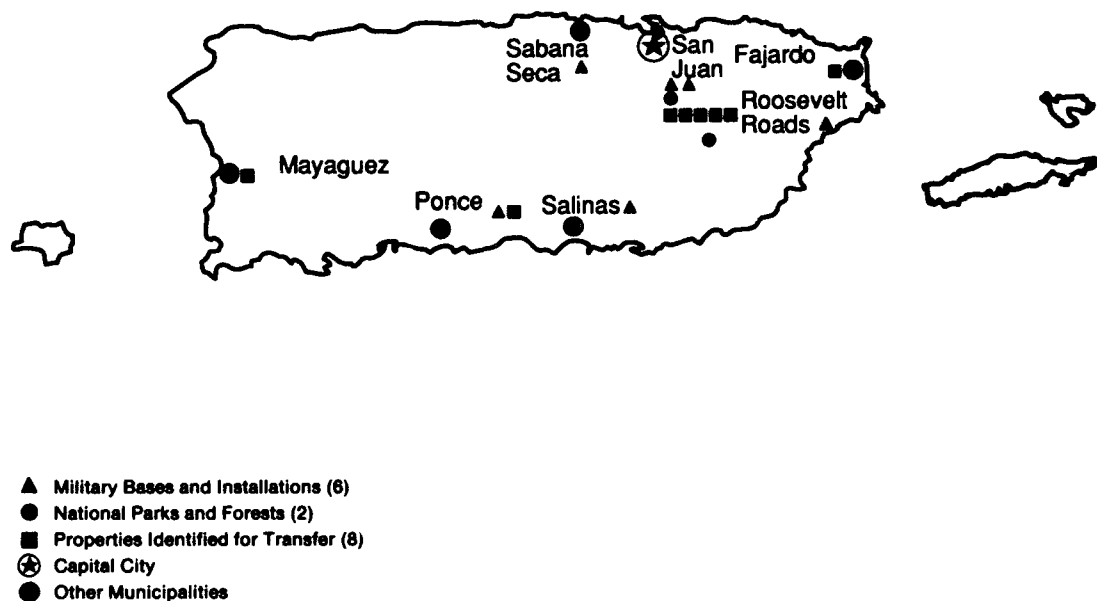 Sabana
Seca
San
Juan
Fajardo
Roosevelt
Roads
Mayaguez
Ponce
Salinas
Military Bases and Installations (6)
National Parks and Forests (2)
Properties Identified for Transfer (8)
Capital City
Other Municipalities